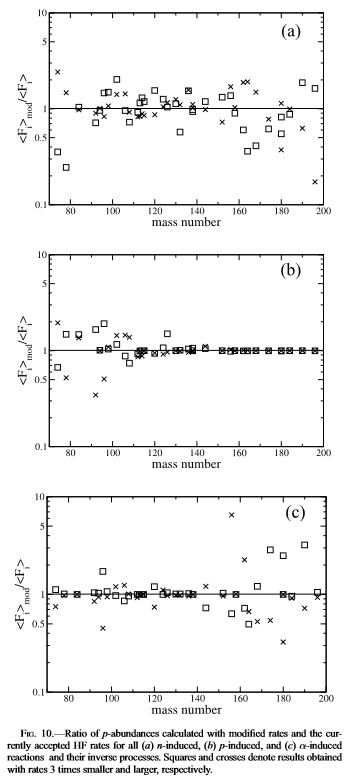 10
(a)
<F_i>_mod/<F_i>
1
0.1
80 100 120 140 160 180 200
mass number
10
(b)
5
<F_i>_mod/<F_i>
1
0.5
0.1
80 100 120 140 160 180 200
mass number
10
(c)
5
<F_i>_mod/<F_i>
1
0.5
0.1
80 100 120 140 160 180 200
mass number
FIG. 10.—Ratio of p-abundances calculated with modified rates and the cur-
rently accepted HF rates for all (a) n-induced, (b) p-induced, and (c) α-induced
reactions and their inverse processes. Squares and crosses denote results obtained
with rates 3 times smaller and larger, respectively.